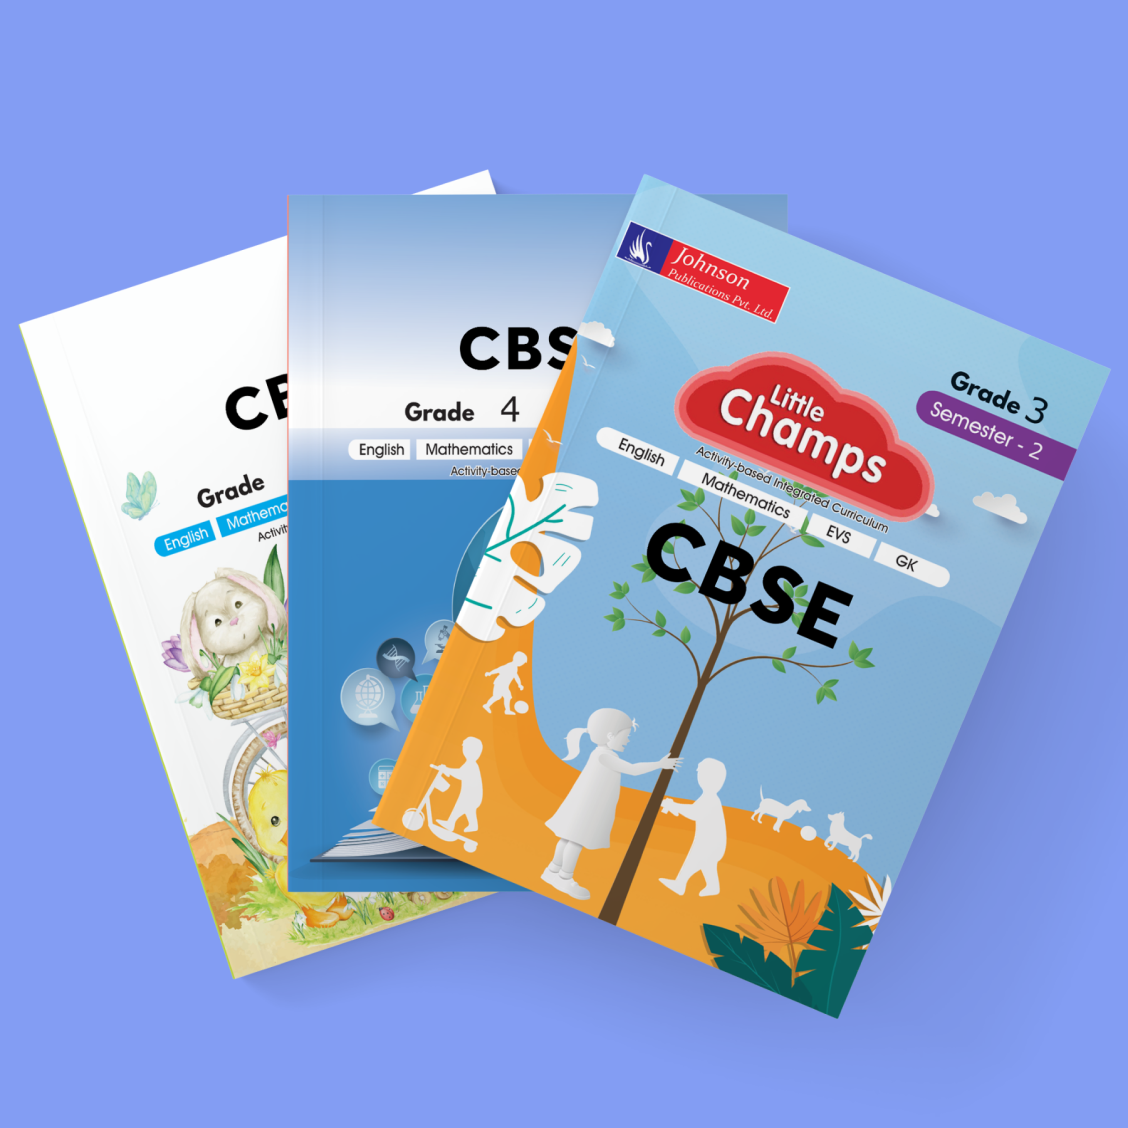 CB
Grade
English Mathema
Activit
CBS
Grade 4
English Mathematics
Activity-based
Johnson
Publications Pvt. Ltd.
Grade 3
Semester - 2
Little
Champs
Activity-based Integrated Curriculum
English Mathematics EVS GK
CBSE